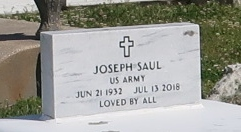 JOSEPH SAUL
US ARMY
JUN 21 1932 JUL 13 2018
LOVED BY ALL